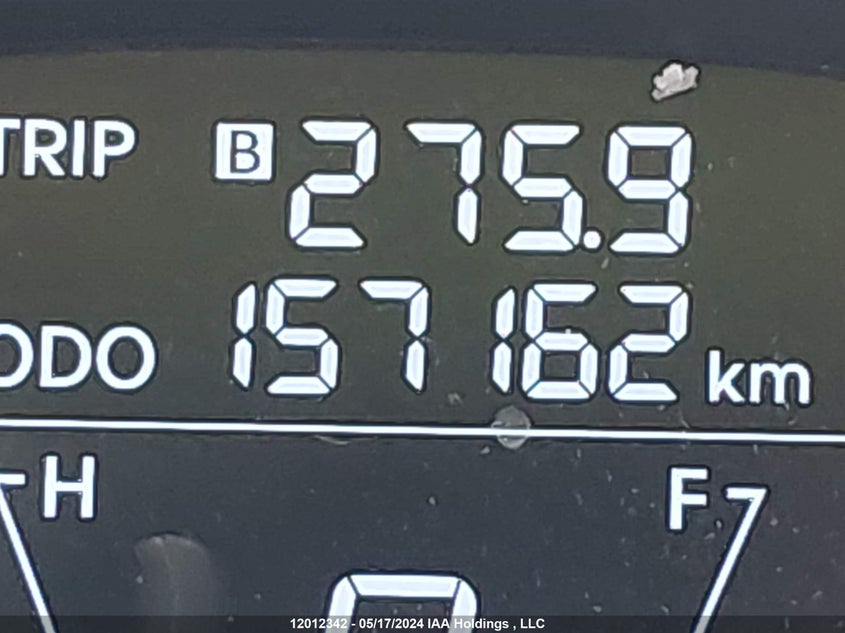 TRIP B 275.9
ODO 157162 km
H F
12012342 - 05/17/2024 IAA Holdings , LLC